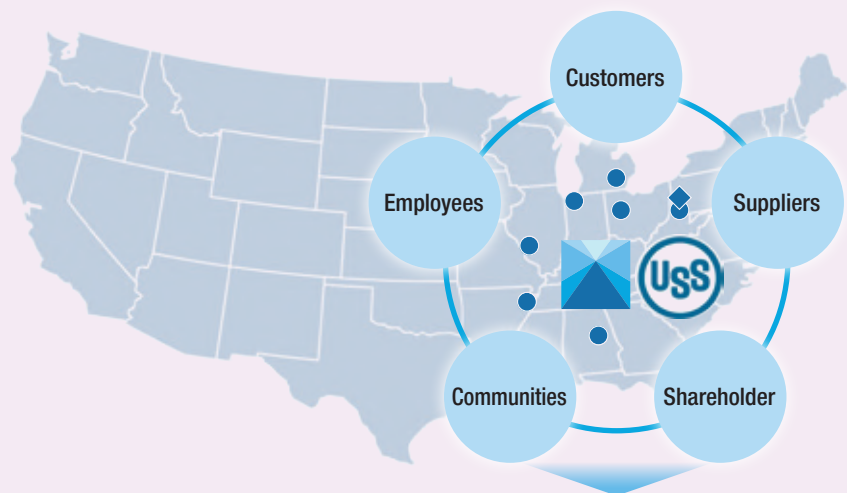 Customers
Employees
Suppliers
USS
Communities
Shareholder